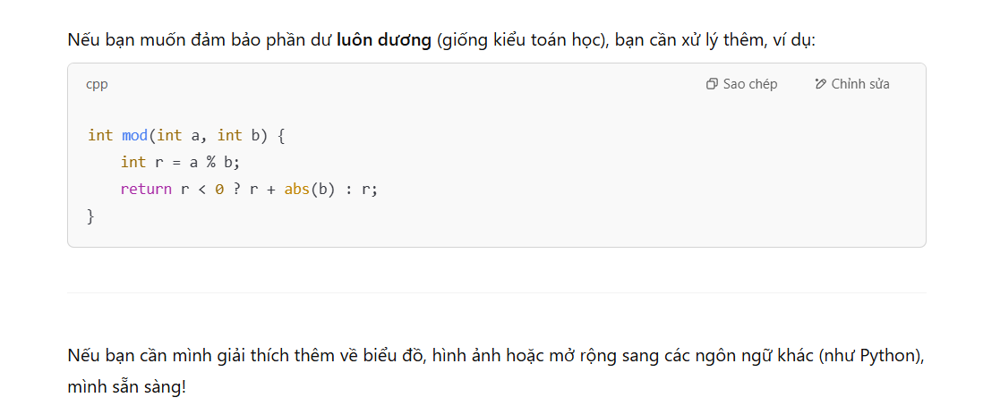 Nếu bạn muốn đảm bảo phần dư luôn dương (giống kiểu toán học), bạn cần xử lý thêm, ví dụ:
cpp
Sao chép
Chỉnh sửa
int mod(int a, int b) {
    int r = a % b;
    return r < 0 ? r + abs(b) : r;
}
Nếu bạn cần mình giải thích thêm về biểu đồ, hình ảnh hoặc mở rộng sang các ngôn ngữ khác (như Python),
mình sẵn sàng!